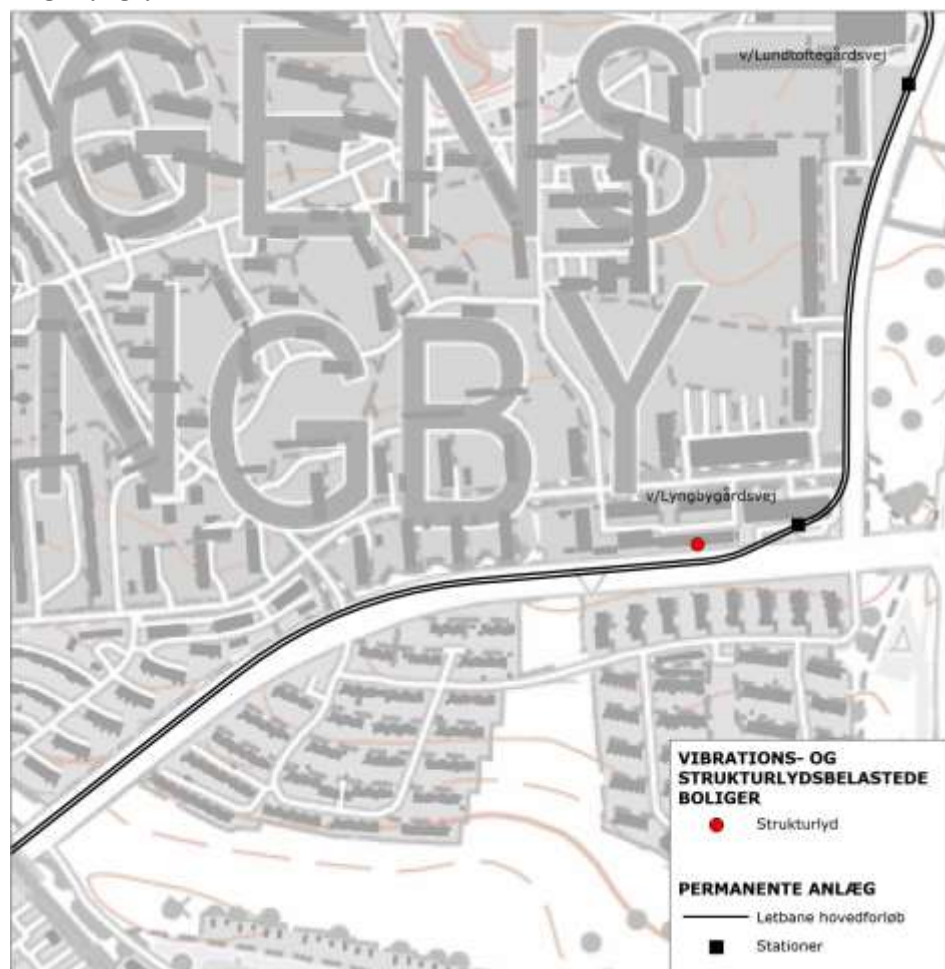 GENS
v/Lundtoftegårdsvej
NGBY
v/Lyngbygårdsvej
VIBRATIONS- OG
STRUKTURLYDSBELASTEDE
BOLIGER
Strukturlyd
PERMANENTE ANLÆG
Letbane hovedforløb
Stationer